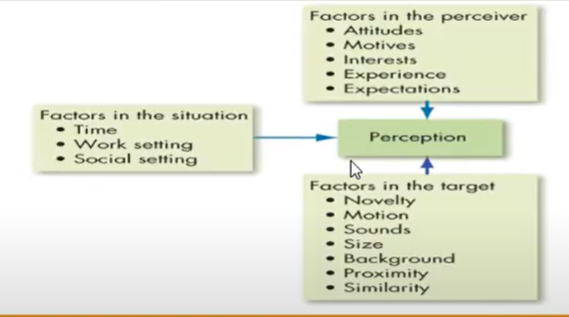 Factors in the perceiver
• Attitudes
• Motives
• Interests
• Experience
• Expectations
Factors in the situation
• Time
• Work setting
• Social setting
Perception
Factors in the target
• Novelty
• Motion
• Sounds
• Size
• Background
• Proximity
• Similarity